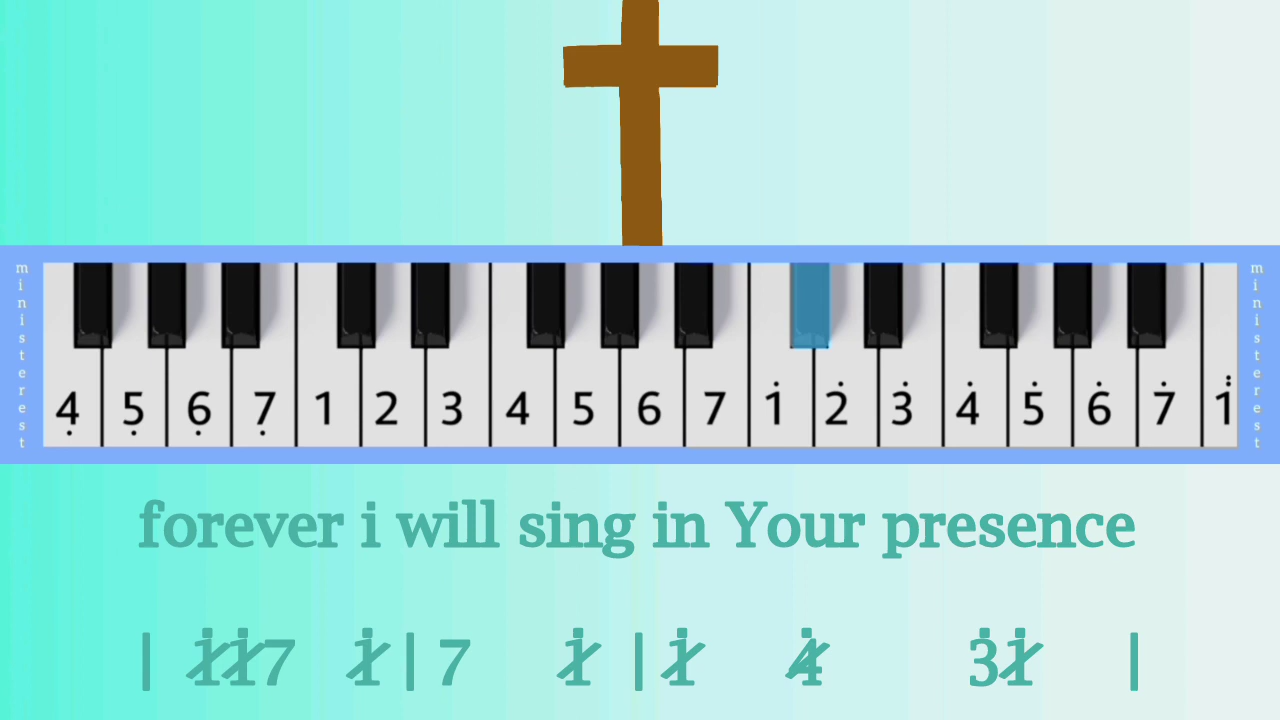 ministerest
4̣ 5̣ 6̣ 7̣ 1 2 3 4 5 6 7 1̇ 2̇ 3̇ 4̇ 5̇ 6̇ 7̇ 1̈
ministerest
forever i will sing in Your presence
| 1̸̇1̸̇7 1̸̇ | 7 1̸̇ | 1̸̇ 4̸̇ 3̇1̸̇ |